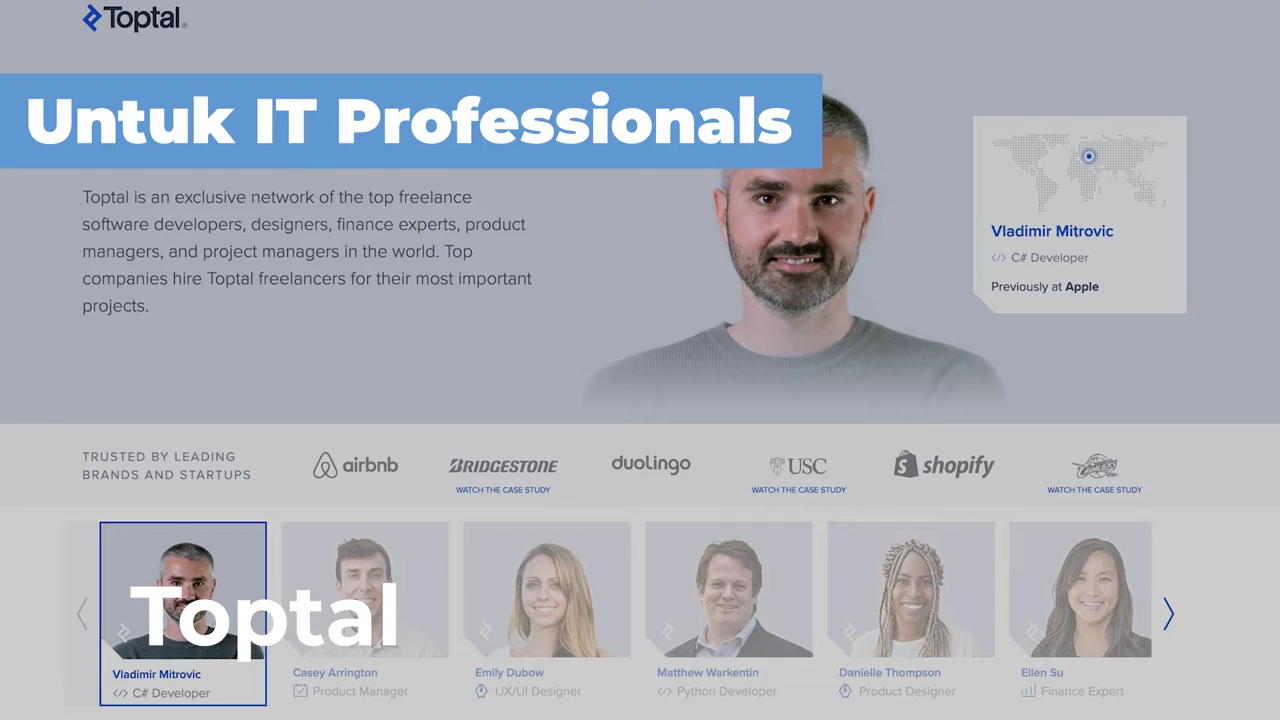 Toptal
Untuk IT Professionals
Toptal is an exclusive network of the top freelance
software developers, designers, finance experts, product
managers, and project managers in the world. Top
companies hire Toptal freelancers for their most important
projects.
Vladimir Mitrovic
C# Developer
Previously at Apple
TRUSTED BY LEADING
BRANDS AND STARTUPS
airbnb
BRIDGESTONE
WATCH THE CASE STUDY
duolingo
USC
WATCH THE CASE STUDY
shopify
WATCH THE CASE STUDY
Toptal
Vladimir Mitrovic
C# Developer
Casey Arrington
Product Manager
Emily Dubow
UX/UI Designer
Matthew Warkentin
Python Developer
Danielle Thompson
Product Designer
Ellen Su
Finance Expert